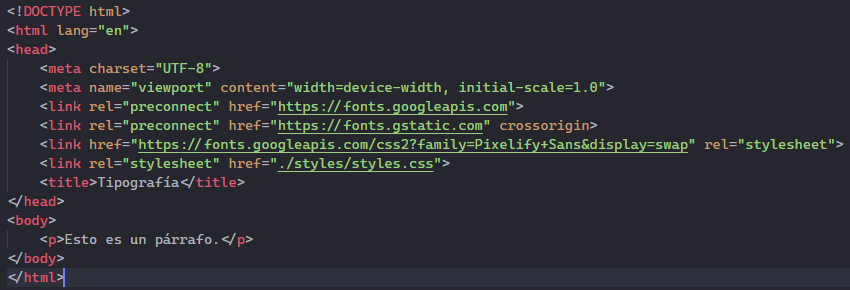 <!DOCTYPE html>
<html lang="en">
<head>
    <meta charset="UTF-8">
    <meta name="viewport" content="width=device-width, initial-scale=1.0">
    <link rel="preconnect" href="https://fonts.googleapis.com">
    <link rel="preconnect" href="https://fonts.gstatic.com" crossorigin>
    <link href="https://fonts.googleapis.com/css2?family=Pixelify+Sans&display=swap" rel="stylesheet">
    <link rel="stylesheet" href="./styles/styles.css">
    <title>Tipografía</title>
</head>
<body>
    <p>Esto es un párrafo.</p>
</body>
</html>